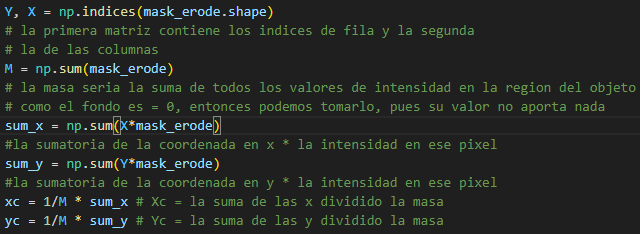 Y, X = np.indices(mask_erode.shape)
# la primera matriz contiene los indices de fila y la segunda
# la de las columnas
M = np.sum(mask_erode)
# la masa seria la suma de todos los valores de intensidad en la region del objeto
# como el fondo es = 0, entonces podemos tomarlo, pues su valor no aporta nada
sum_x = np.sum(X*mask_erode)
#la sumatoria de la coordenada en x * la intensidad en ese pixel
sum_y = np.sum(Y*mask_erode)
#la sumatoria de la coordenada en y * la intensidad en ese pixel
xc = 1/M * sum_x # Xc = la suma de las x dividido la masa
yc = 1/M * sum_y # Yc = la suma de las y dividido la masa